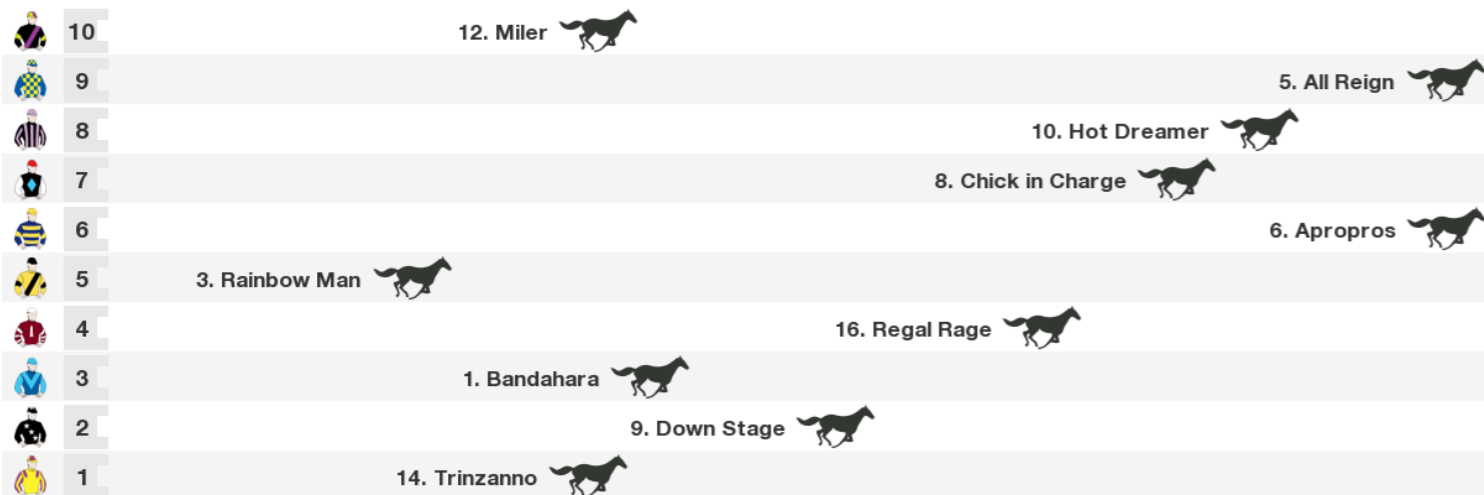 10 12. Miler
9 5. All Reign
8 10. Hot Dreamer
7 8. Chick in Charge
6 6. Apropros
5 3. Rainbow Man
4 16. Regal Rage
3 1. Bandahara
2 9. Down Stage
1 14. Trinzanno